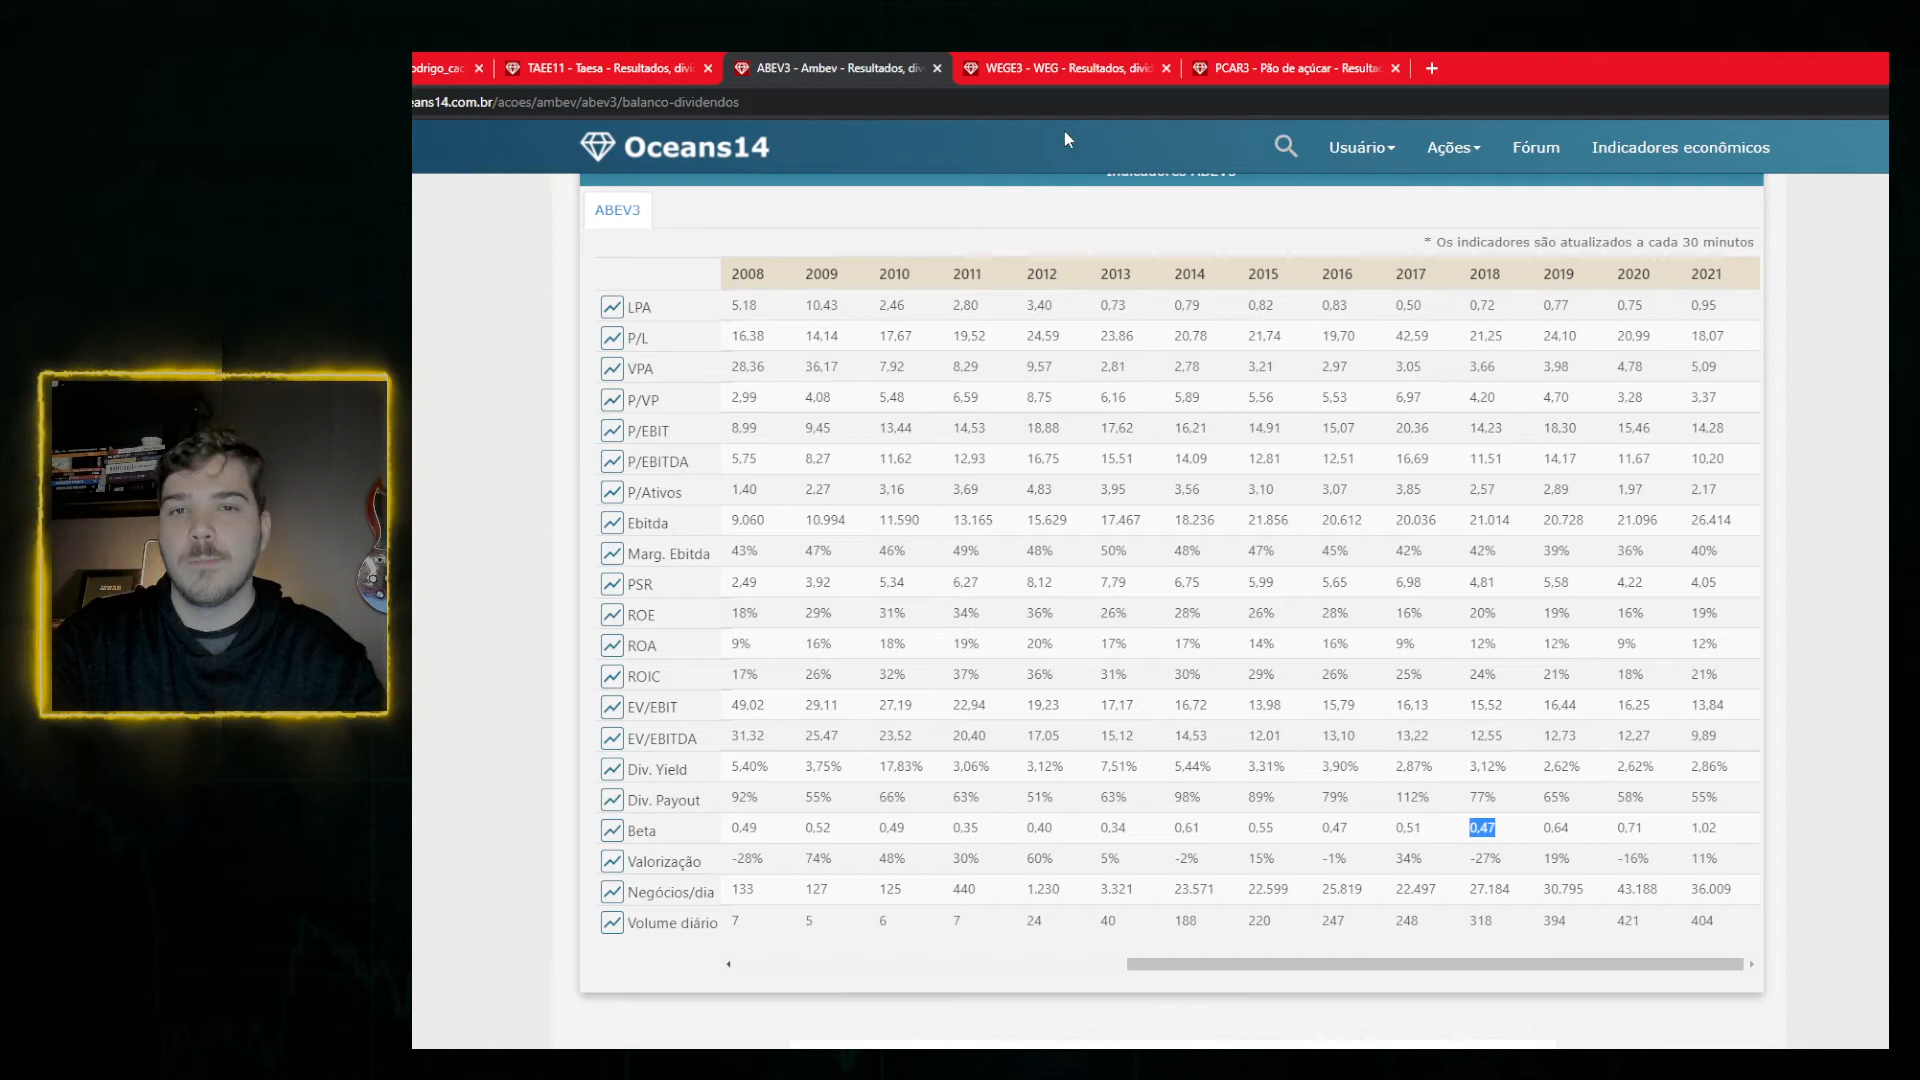 odrigo_cac
TAEE11 - Taesa - Resultados, divi
ABEV3 - Ambev - Resultados, div
WEGE3 - WEG - Resultados, divid
PCAR3 - Pão de açúcar - Resulta
eans14.com.br/acoes/ambev/abev3/balanco-dividendos
Oceans14
Usuário
Ações
Fórum
Indicadores econômicos
Indicadores ABEV3
ABEV3
* Os indicadores são atualizados a cada 30 minutos
2008 2009 2010 2011 2012 2013 2014 2015 2016 2017 2018 2019 2020 2021
LPA 5,18 10,43 2,46 2,80 3,40 0,73 0,79 0,82 0,83 0,50 0,72 0,77 0,75 0,95
P/L 16,38 14,14 17,67 19,52 24,59 23,86 20,78 21,74 19,70 42,59 21,25 24,10 20,99 18,07
VPA 28,36 36,17 7,92 8,29 9,57 2,81 2,78 3,21 2,97 3,05 3,66 3,98 4,78 5,09
P/VP 2,99 4,08 5,48 6,59 8,75 6,16 5,89 5,56 5,53 6,97 4,20 4,70 3,28 3,37
P/EBIT 8,99 9,45 13,44 14,53 18,88 17,62 16,21 14,91 15,07 20,36 14,23 18,30 15,46 14,28
P/EBITDA 5,75 8,27 11,62 12,93 16,75 15,51 14,09 12,81 12,51 16,69 11,51 14,17 11,67 10,20
P/Ativos 1,40 2,27 3,16 3,69 4,83 3,95 3,56 3,10 3,07 3,85 2,57 2,89 1,97 2,17
Ebitda 9.060 10.994 11.590 13.165 15.629 17.467 18.236 21.856 20.612 20.036 21.014 20.728 21.096 26.414
Marg. Ebitda 43% 47% 46% 49% 48% 50% 48% 47% 45% 42% 42% 39% 36% 40%
PSR 2,49 3,92 5,34 6,27 8,12 7,79 6,75 5,99 5,65 6,98 4,81 5,58 4,22 4,05
ROE 18% 29% 31% 34% 36% 26% 28% 26% 28% 16% 20% 19% 16% 19%
ROA 9% 16% 18% 19% 20% 17% 17% 14% 16% 9% 12% 12% 9% 12%
ROIC 17% 26% 32% 37% 36% 31% 30% 29% 26% 25% 24% 21% 18% 21%
EV/EBIT 49,02 29,11 27,19 22,94 19,23 17,17 16,72 13,98 15,79 16,13 15,52 16,44 16,25 13,84
EV/EBITDA 31,32 25,47 23,52 20,40 17,05 15,12 14,53 12,01 13,10 13,22 12,55 12,73 12,27 9,89
Div. Yield 5,40% 3,75% 17,83% 3,06% 3,12% 7,51% 5,44% 3,31% 3,90% 2,87% 3,12% 2,62% 2,62% 2,86%
Div. Payout 92% 55% 66% 63% 51% 63% 98% 89% 79% 112% 77% 65% 58% 55%
Beta 0,49 0,52 0,49 0,35 0,40 0,34 0,61 0,55 0,47 0,51 0,47 0,64 0,71 1,02
Valorização -28% 74% 48% 30% 60% 5% -2% 15% -1% 34% -27% 19% -16% 11%
Negócios/dia 133 127 125 440 1.230 3.321 23.571 22.599 25.819 22.497 27.184 30.795 43.188 36.009
Volume diário 7 5 6 7 24 40 188 220 247 248 318 394 421 404